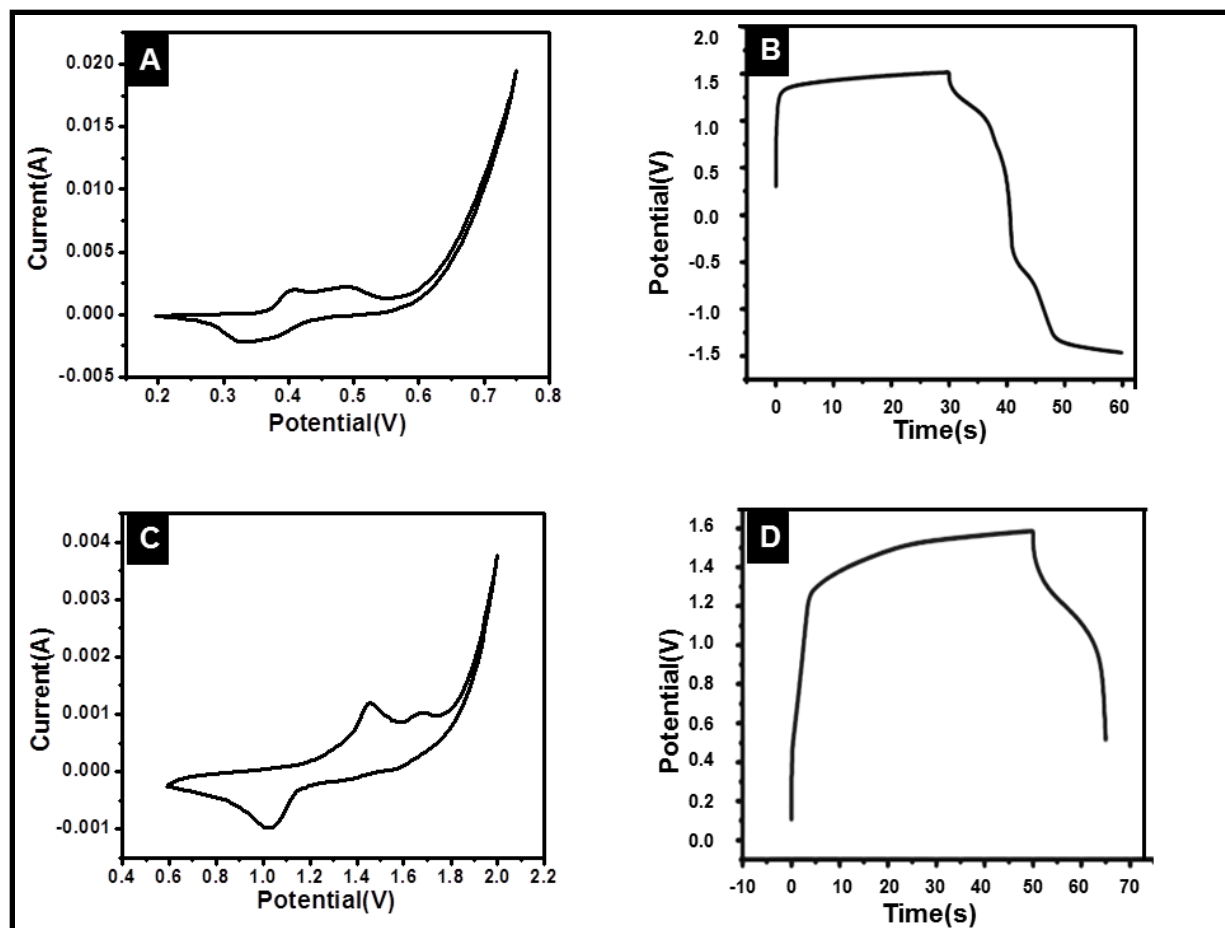 A
Current(A)
0.020
0.015
0.010
0.005
0.000
-0.005
0.2 0.3 0.4 0.5 0.6 0.7 0.8
Potential(V)
B
Potential(V)
2.0
1.5
1.0
0.5
0.0
-0.5
-1.0
-1.5
0 10 20 30 40 50 60
Time(s)
C
Current(A)
0.004
0.003
0.002
0.001
0.000
-0.001
0.4 0.6 0.8 1.0 1.2 1.4 1.6 1.8 2.0 2.2
Potential(V)
D
Potential(V)
1.6
1.4
1.2
1.0
0.8
0.6
0.4
0.2
0.0
-10 0 10 20 30 40 50 60 70
Time(s)